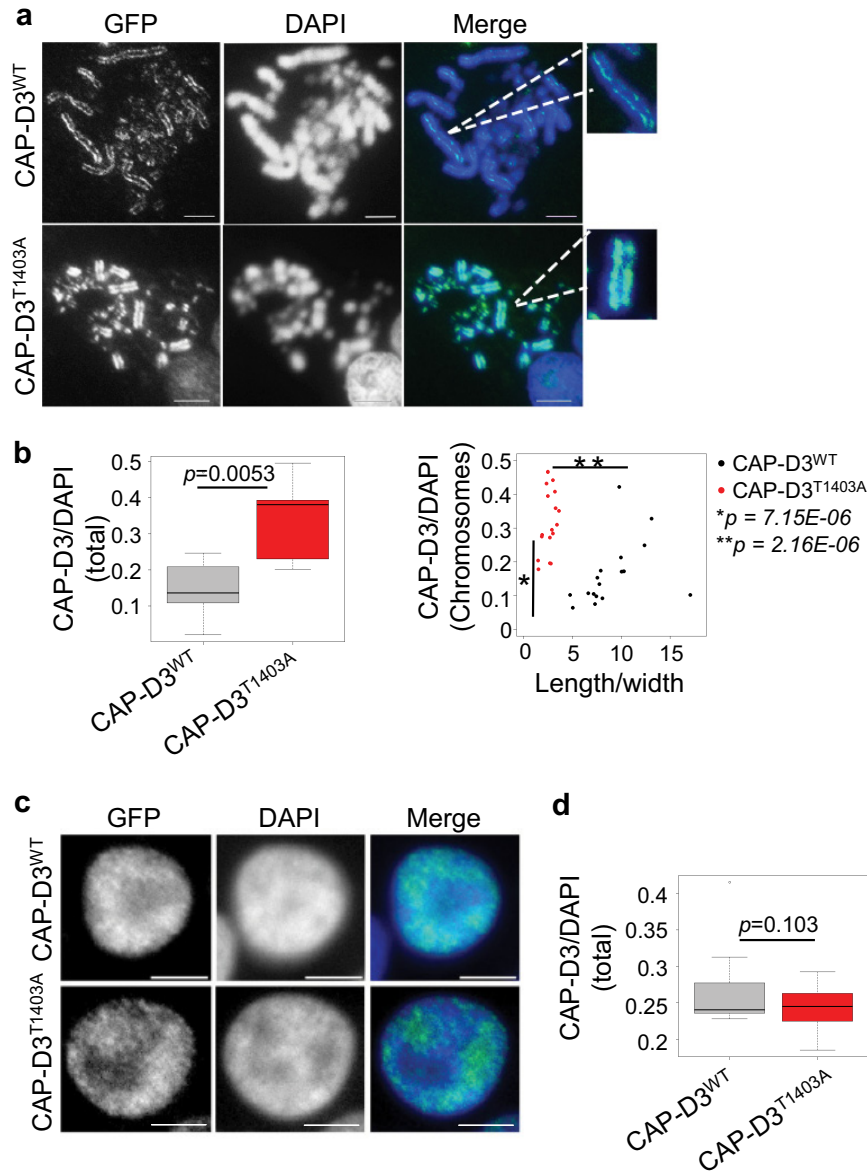 a
GFP
DAPI
Merge
CAP-D3WT
CAP-D3T1403A
b
CAP-D3/DAPI
(total)
0.5
0.4
0.3
0.2
0.1
p=0.0053
CAP-D3WT
CAP-D3T1403A
CAP-D3/DAPI
(Chromosomes)
0.5
0.4
0.3
0.2
0.1
0
**
*
0
5
10
15
Length/width
CAP-D3WT
CAP-D3T1403A
*p = 7.15E-06
**p = 2.16E-06
c
GFP
DAPI
Merge
CAP-D3WT
CAP-D3T1403A
d
CAP-D3/DAPI
(total)
0.4
0.35
0.3
0.25
0.2
p=0.103
CAP-D3WT
CAP-D3T1403A